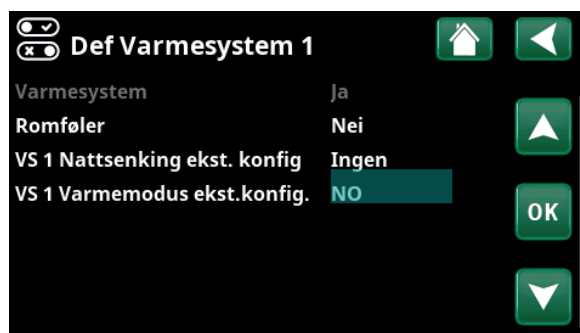 Def Varmesystem 1
Varmesystem Ja
Romføler Nei
VS 1 Nattsenking ekst. konfig Ingen
VS 1 Varmemodus ekst.konfig. NO
OK